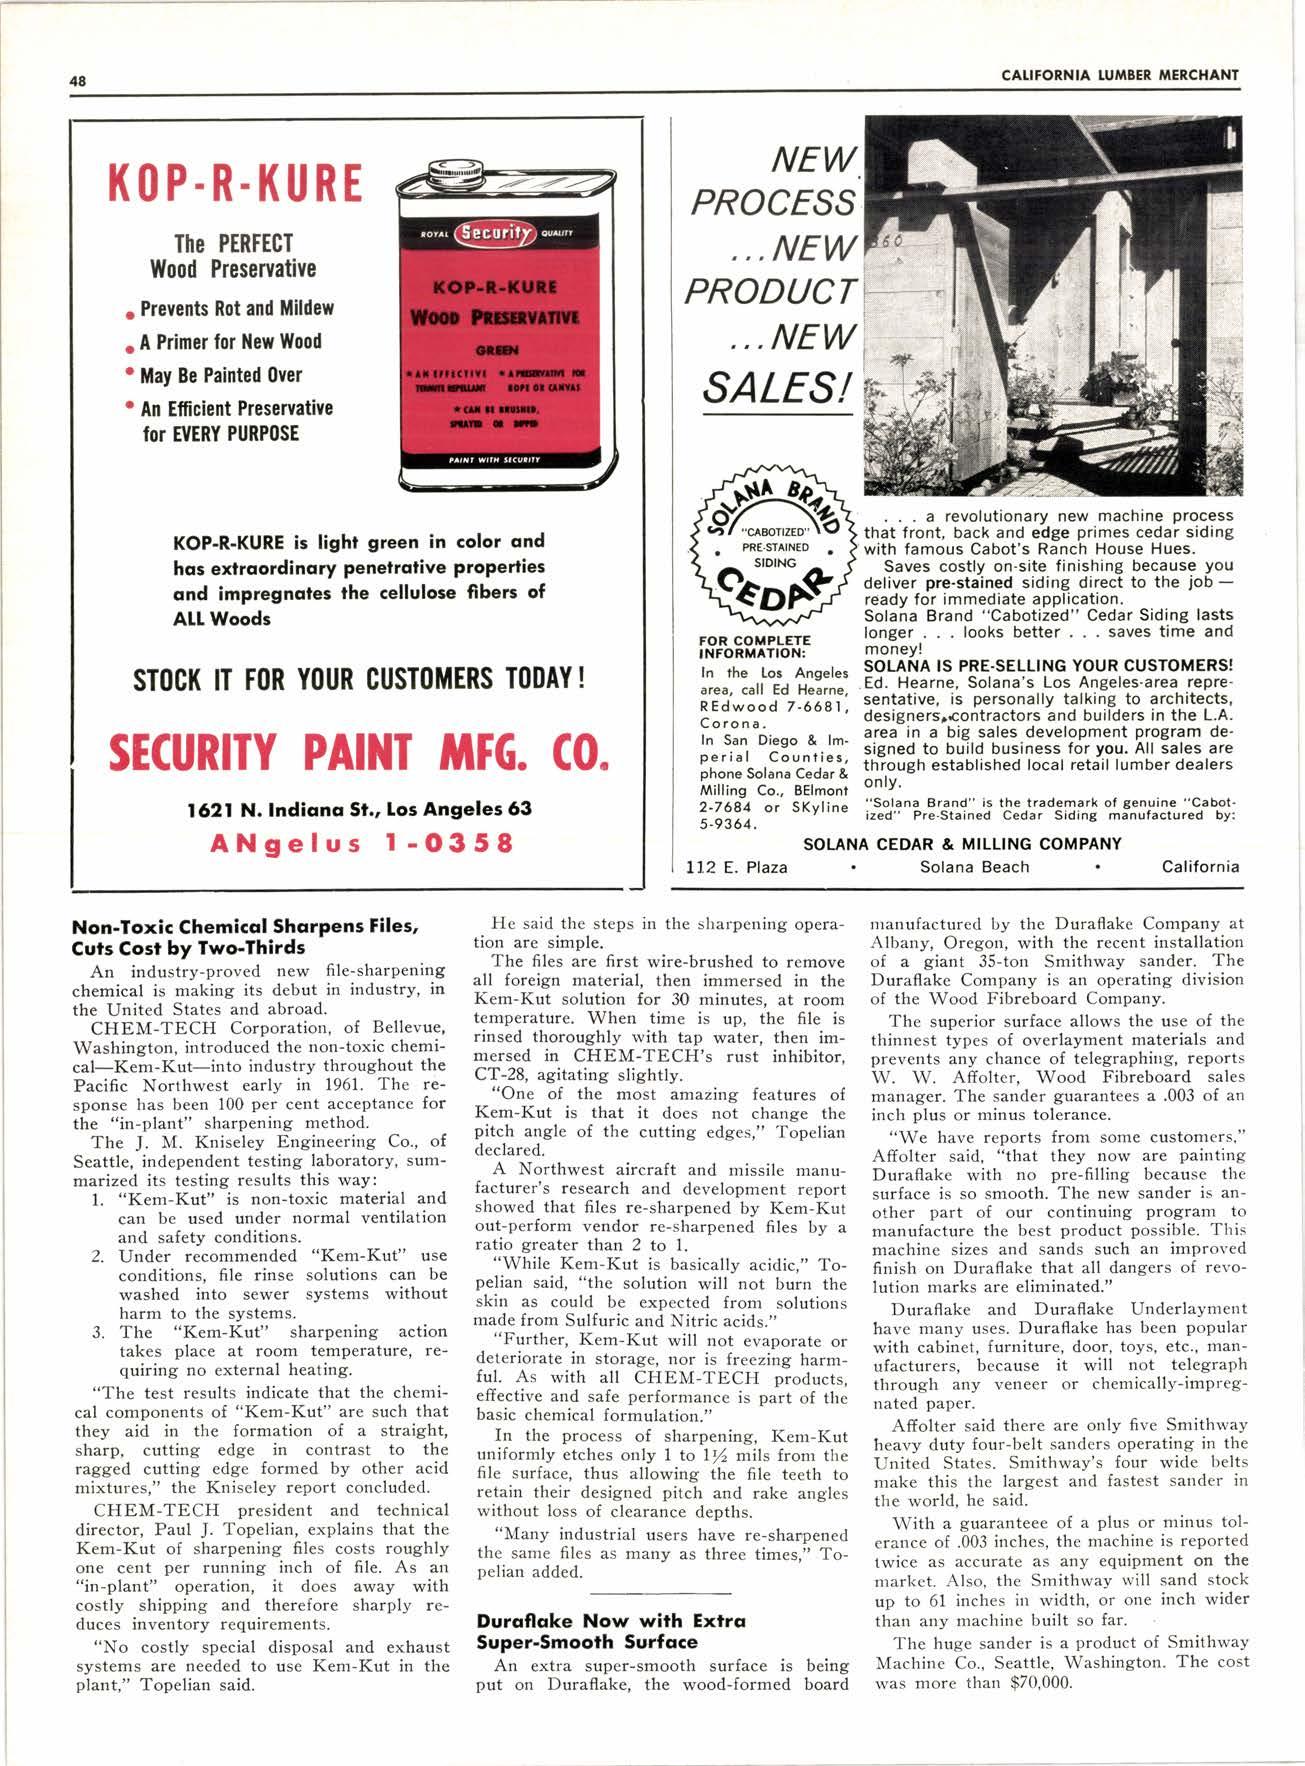 48
CALIFORNIA LUMBER MERCHANT
KOP-R-KURE
The PERFECT
Wood Preservative
• Prevents Rot and Mildew
• A Primer for New Wood
• May Be Painted Over
• An Efficient Preservative
for EVERY PURPOSE
ROYAL Security QUALITY
KOP-R-KURE
WOOD PRESERVATIVE
GREEN
* AN EFFECTIVE * A PRESERVATIVE FOR
TERMITE REPELLANT ROPE OR CANVAS
* CAN BE BRUSHED,
SPRAYED OR DIPPED
PAINT WITH SECURITY
KOP-R-KURE is light green in color and
has extraordinary penetrative properties
and impregnates the cellulose fibers of
ALL Woods
STOCK IT FOR YOUR CUSTOMERS TODAY!
SECURITY PAINT MFG. CO.
1621 N. Indiana St., Los Angeles 63
ANgelus 1-0358
NEW
PROCESS
...NEW
PRODUCT
...NEW
SALES!
360
SOLANA BRAND
"CABOTIZED"
PRE-STAINED
SIDING
CEDAR
FOR COMPLETE
INFORMATION:
In the Los Angeles
area, call Ed Hearne,
REdwood 7-6681,
Corona.
In San Diego & Im-
perial Counties,
phone Solana Cedar &
Milling Co., BElmont
2-7684 or SKyline
5-9364.
. . . a revolutionary new machine process
that front, back and edge primes cedar siding
with famous Cabot's Ranch House Hues.
Saves costly on-site finishing because you
deliver pre-stained siding direct to the job —
ready for immediate application.
Solana Brand "Cabotized" Cedar Siding lasts
longer . . . looks better . . . saves time and
money!
SOLANA IS PRE-SELLING YOUR CUSTOMERS!
Ed. Hearne, Solana's Los Angeles-area repre-
sentative, is personally talking to architects,
designers, contractors and builders in the L.A.
area in a big sales development program de-
signed to build business for you. All sales are
through established local retail lumber dealers
only.
"Solana Brand" is the trademark of genuine "Cabot-
ized" Pre-Stained Cedar Siding manufactured by:
SOLANA CEDAR & MILLING COMPANY
112 E. Plaza • Solana Beach • California
Non-Toxic Chemical Sharpens Files,
Cuts Cost by Two-Thirds
An industry-proved new file-sharpening
chemical is making its debut in industry, in
the United States and abroad.
CHEM-TECH Corporation, of Bellevue,
Washington, introduced the non-toxic chemi-
cal—Kem-Kut—into industry throughout the
Pacific Northwest early in 1961. The re-
sponse has been 100 per cent acceptance for
the "in-plant" sharpening method.
The J. M. Kniseley Engineering Co., of
Seattle, independent testing laboratory, sum-
marized its testing results this way:
1. "Kem-Kut" is non-toxic material and
can be used under normal ventilation
and safety conditions.
2. Under recommended "Kem-Kut" use
conditions, file rinse solutions can be
washed into sewer systems without
harm to the systems.
3. The "Kem-Kut" sharpening action
takes place at room temperature, re-
quiring no external heating.
"The test results indicate that the chemi-
cal components of "Kem-Kut" are such that
they aid in the formation of a straight,
sharp, cutting edge in contrast to the
ragged cutting edge formed by other acid
mixtures," the Kniseley report concluded.
CHEM-TECH president and technical
director, Paul J. Topelian, explains that the
Kem-Kut of sharpening files costs roughly
one cent per running inch of file. As an
"in-plant" operation, it does away with
costly shipping and therefore sharply re-
duces inventory requirements.
"No costly special disposal and exhaust
systems are needed to use Kem-Kut in the
plant," Topelian said.
He said the steps in the sharpening opera-
tion are simple.
The files are first wire-brushed to remove
all foreign material, then immersed in the
Kem-Kut solution for 30 minutes, at room
temperature. When time is up, the file is
rinsed thoroughly with tap water, then im-
mersed in CHEM-TECH's rust inhibitor,
CT-28, agitating slightly.
"One of the most amazing features of
Kem-Kut is that it does not change the
pitch angle of the cutting edges," Topelian
declared.
A Northwest aircraft and missile manu-
facturer's research and development report
showed that files re-sharpened by Kem-Kut
out-perform vendor re-sharpened files by a
ratio greater than 2 to 1.
"While Kem-Kut is basically acidic," To-
pelian said, "the solution will not burn the
skin as could be expected from solutions
made from Sulfuric and Nitric acids."
"Further, Kem-Kut will not evaporate or
deteriorate in storage, nor is freezing harm-
ful. As with all CHEM-TECH products,
effective and safe performance is part of the
basic chemical formulation."
In the process of sharpening, Kem-Kut
uniformly etches only 1 to 1½ mils from the
file surface, thus allowing the file teeth to
retain their designed pitch and rake angles
without loss of clearance depths.
"Many industrial users have re-sharpened
the same files as many as three times," To-
pelian added.
Duraflake Now with Extra
Super-Smooth Surface
An extra super-smooth surface is being
put on Duraflake, the wood-formed board
manufactured by the Duraflake Company at
Albany, Oregon, with the recent installation
of a giant 35-ton Smithway sander. The
Duraflake Company is an operating division
of the Wood Fibreboard Company.
The superior surface allows the use of the
thinnest types of overlayment materials and
prevents any chance of telegraphing, reports
W. W. Affolter, Wood Fibreboard sales
manager. The sander guarantees a .003 of an
inch plus or minus tolerance.
"We have reports from some customers,"
Affolter said, "that they now are painting
Duraflake with no pre-filling because the
surface is so smooth. The new sander is an-
other part of our continuing program to
manufacture the best product possible. This
machine sizes and sands such an improved
finish on Duraflake that all dangers of revo-
lution marks are eliminated."
Duraflake and Duraflake Underlayment
have many uses. Duraflake has been popular
with cabinet, furniture, door, toys, etc., man-
ufacturers, because it will not telegraph
through any veneer or chemically-impreg-
nated paper.
Affolter said there are only five Smithway
heavy duty four-belt sanders operating in the
United States. Smithway's four wide belts
make this the largest and fastest sander in
the world, he said.
With a guaranteee of a plus or minus tol-
erance of .003 inches, the machine is reported
twice as accurate as any equipment on the
market. Also, the Smithway will sand stock
up to 61 inches in width, or one inch wider
than any machine built so far.
The huge sander is a product of Smithway
Machine Co., Seattle, Washington. The cost
was more than $70,000.